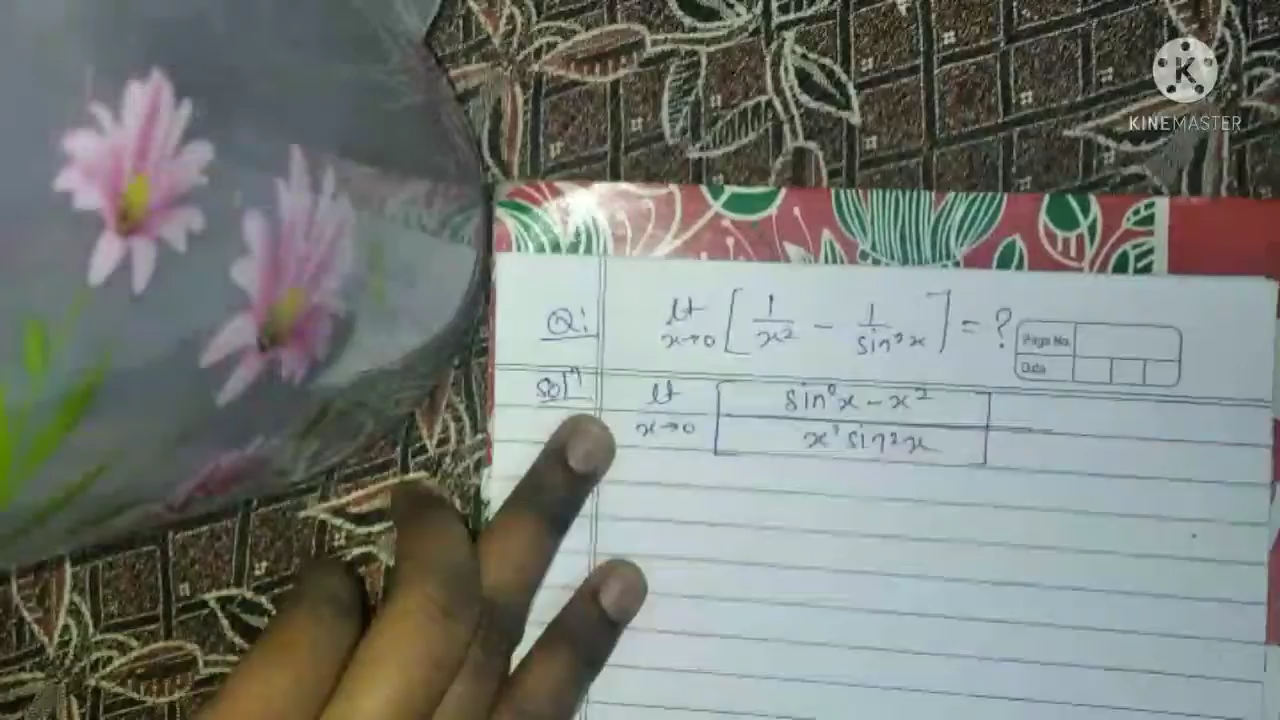 KINEMASTER
Q: lt x→0 [ 1/x² − 1/sin²x ] = ?
Page No.
Date
Solⁿ lt x→0 sin²x − x² / x² sin²x